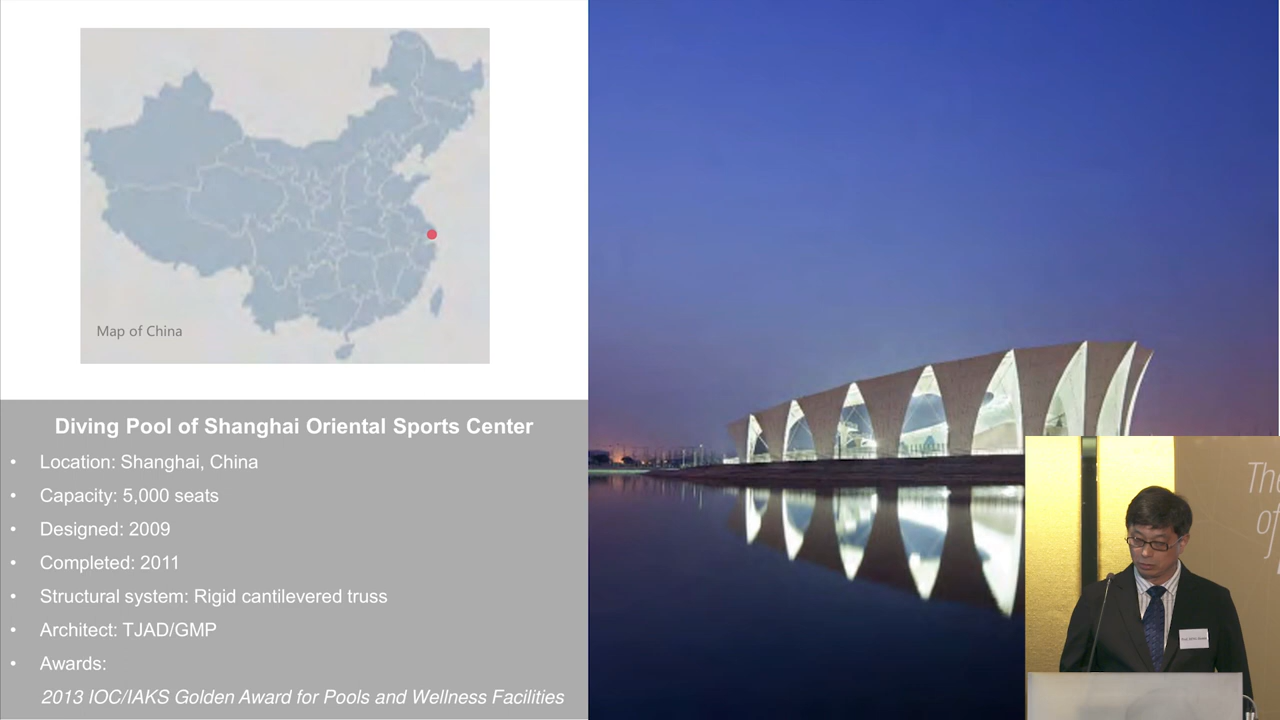 Map of China
Diving Pool of Shanghai Oriental Sports Center
• Location: Shanghai, China
• Capacity: 5,000 seats
• Designed: 2009
• Completed: 2011
• Structural system: Rigid cantilevered truss
• Architect: TJAD/GMP
• Awards:
2013 IOC/IAKS Golden Award for Pools and Wellness Facilities
of